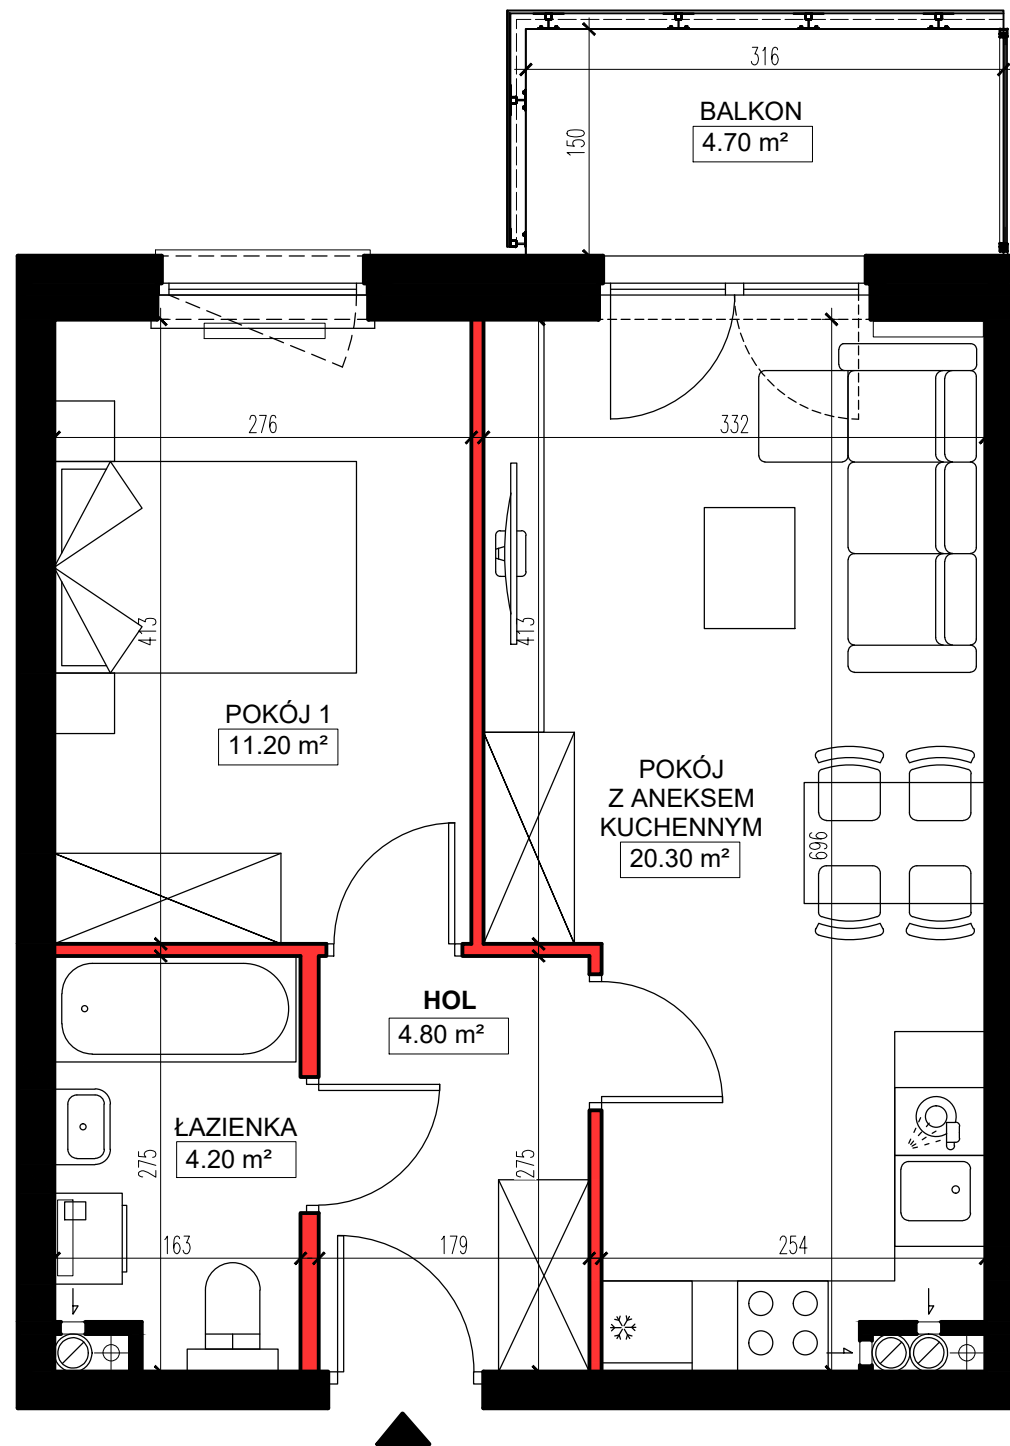 316
BALKON
4.70 m²
150
276
332
413
413
POKÓJ 1
11.20 m²
POKÓJ
Z ANEKSEM
KUCHENNYM
20.30 m²
696
HOL
4.80 m²
ŁAZIENKA
4.20 m²
275
275
163
179
254